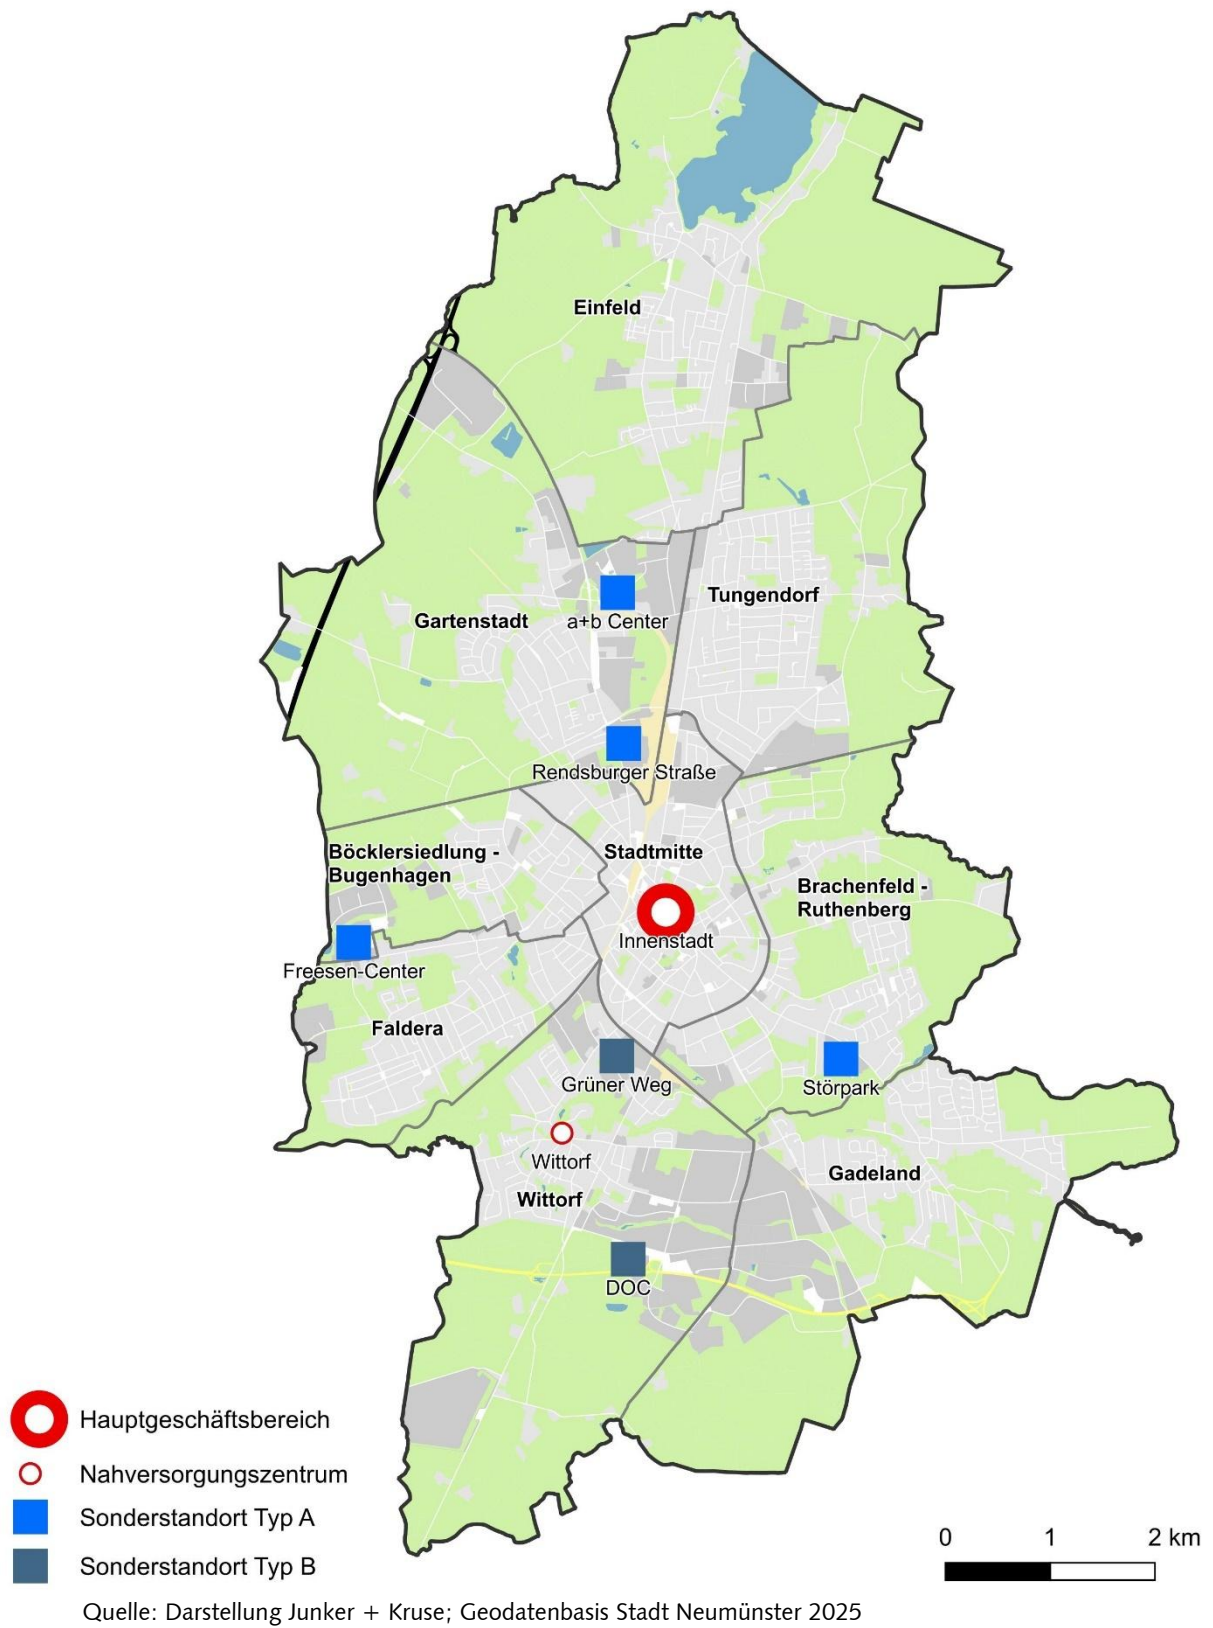 Einfeld
Tungendorf
Gartenstadt
a+b Center
Rendsburger Straße
Böcklersiedlung -
Bugenhagen
Stadtmitte
Brachenfeld -
Ruthenberg
Innenstadt
Freesen-Center
Faldera
Grüner Weg
Störpark
Wittorf
Gadeland
Wittorf
DOC
Hauptgeschäftsbereich
Nahversorgungszentrum
Sonderstandort Typ A
Sonderstandort Typ B
0 1 2 km
Quelle: Darstellung Junker + Kruse; Geodatenbasis Stadt Neumünster 2025